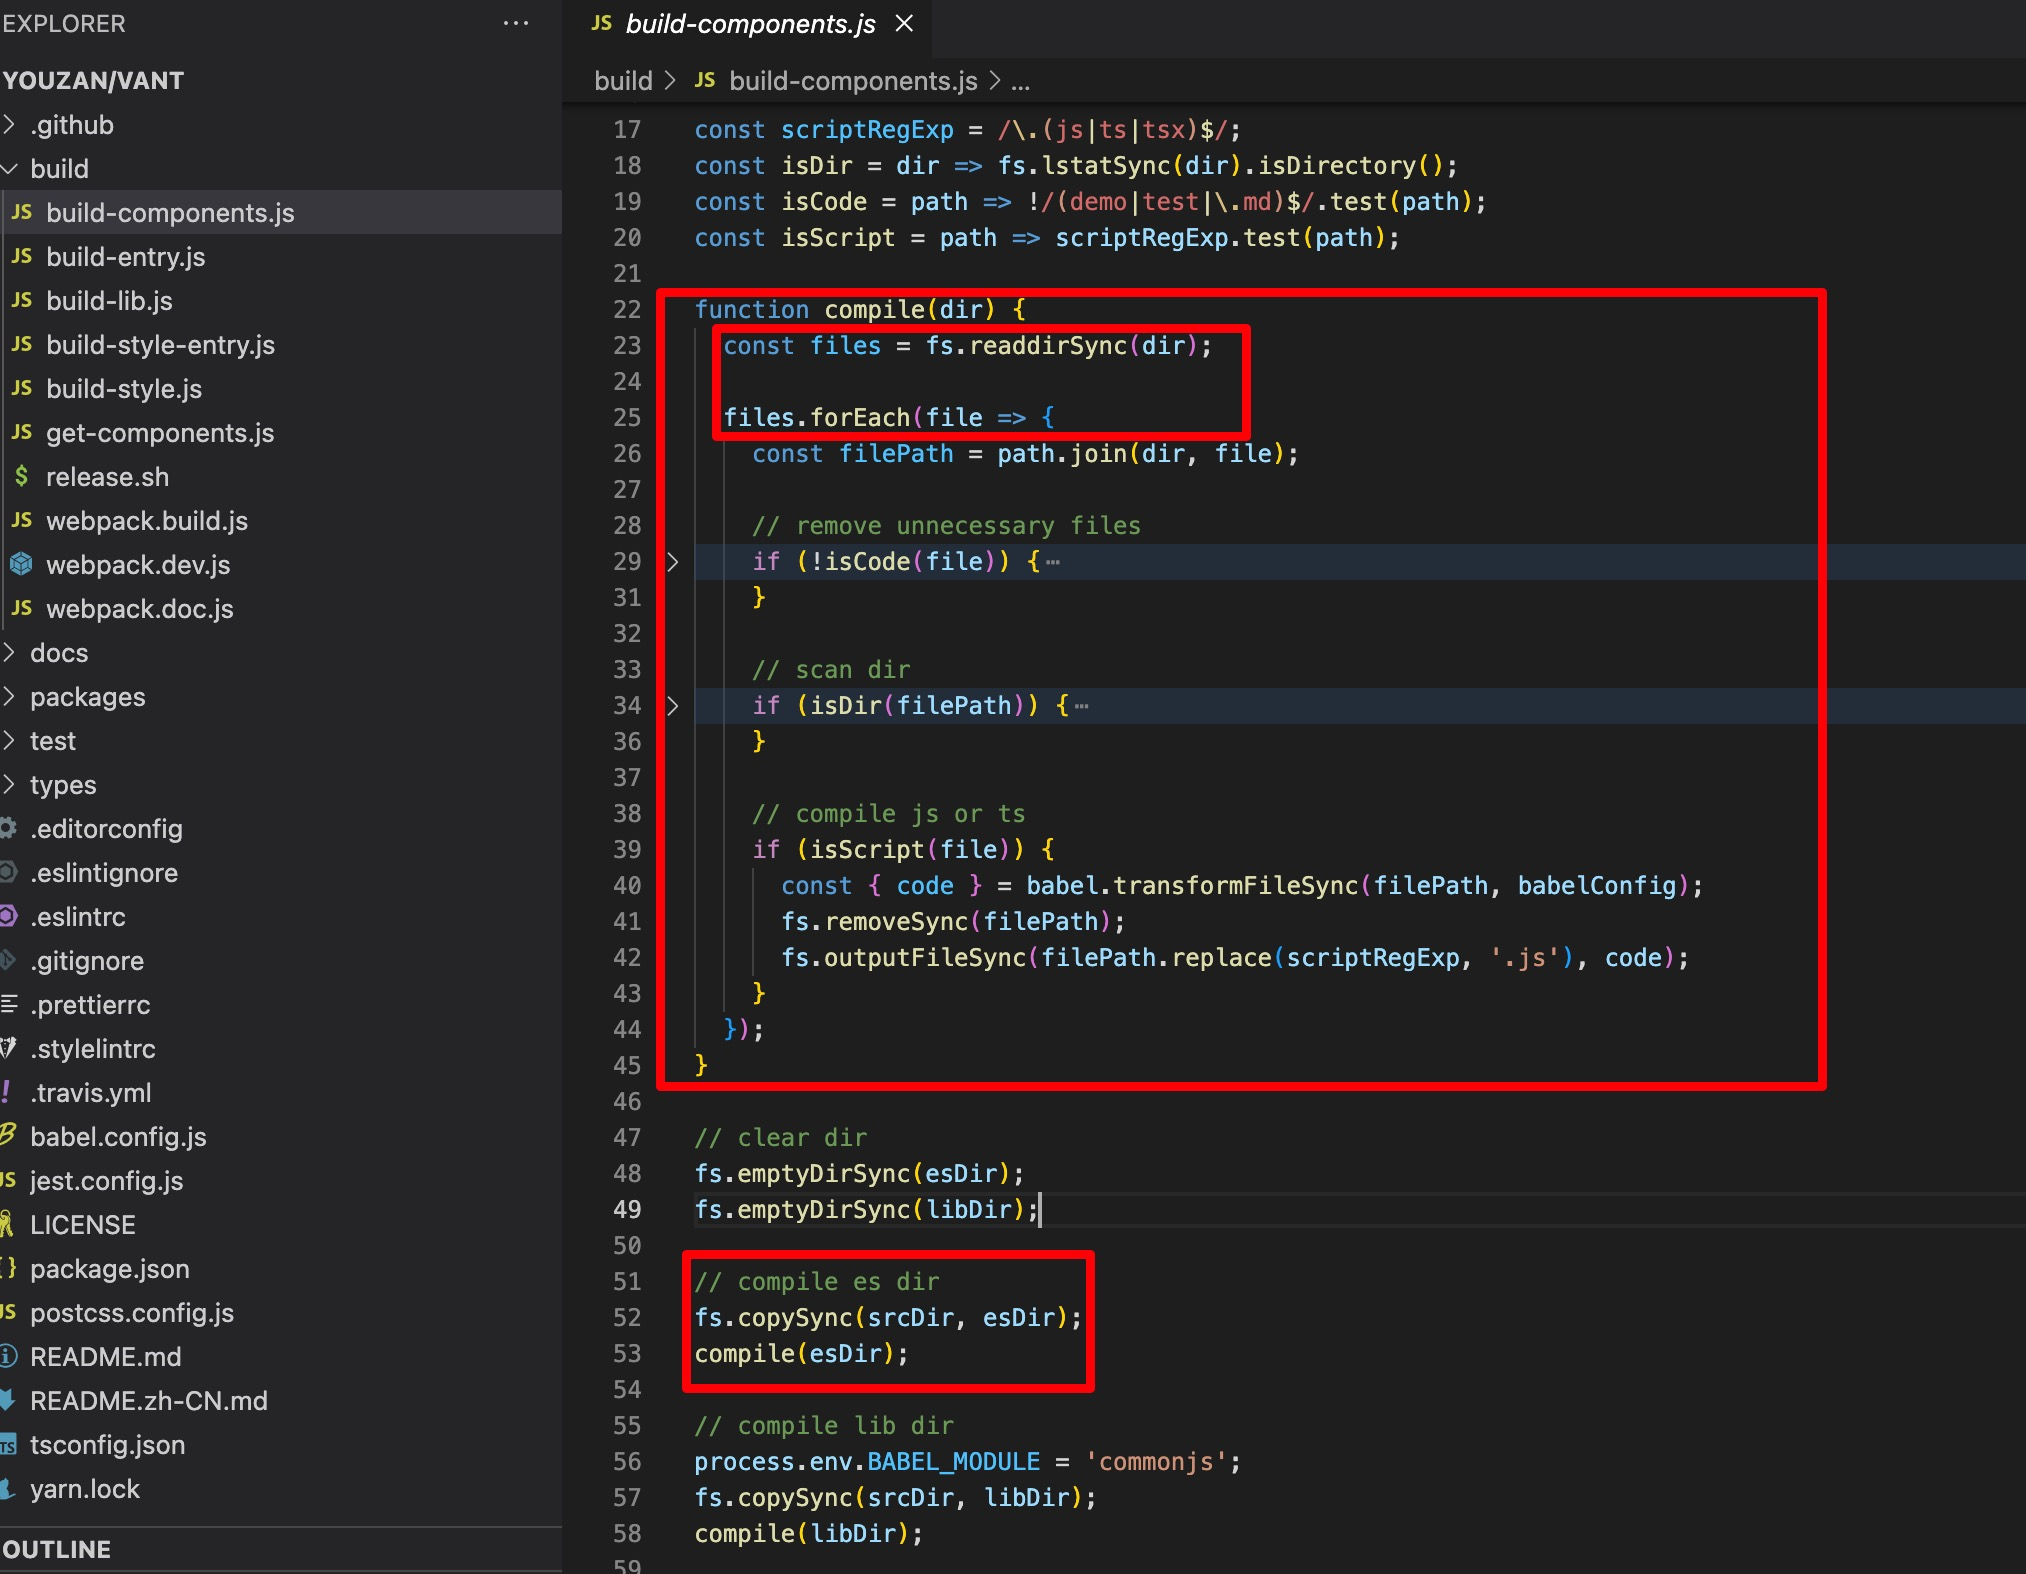 EXPLORER
YOUZAN/VANT
.github
build
JS build-components.js
JS build-entry.js
JS build-lib.js
JS build-style-entry.js
JS build-style.js
JS get-components.js
$ release.sh
JS webpack.build.js
webpack.dev.js
JS webpack.doc.js
docs
packages
test
types
.editorconfig
.eslintignore
.eslintrc
.gitignore
.prettierrc
.stylelintrc
! .travis.yml
babel.config.js
JS jest.config.js
LICENSE
{} package.json
JS postcss.config.js
README.md
README.zh-CN.md
TS tsconfig.json
yarn.lock
OUTLINE
JS build-components.js
build > JS build-components.js > ...
17 const scriptRegExp = /\.(js|ts|tsx)$/;
18 const isDir = dir => fs.lstatSync(dir).isDirectory();
19 const isCode = path => !/(demo|test|\.md)$/.test(path);
20 const isScript = path => scriptRegExp.test(path);
21
22 function compile(dir) {
23 const files = fs.readdirSync(dir);
24
25 files.forEach(file => {
26 const filePath = path.join(dir, file);
27
28 // remove unnecessary files
29 if (!isCode(file)) {…
31 }
32
33 // scan dir
34 if (isDir(filePath)) {…
36 }
37
38 // compile js or ts
39 if (isScript(file)) {
40 const { code } = babel.transformFileSync(filePath, babelConfig);
41 fs.removeSync(filePath);
42 fs.outputFileSync(filePath.replace(scriptRegExp, '.js'), code);
43 }
44 });
45 }
46
47 // clear dir
48 fs.emptyDirSync(esDir);
49 fs.emptyDirSync(libDir);
50
51 // compile es dir
52 fs.copySync(srcDir, esDir);
53 compile(esDir);
54
55 // compile lib dir
56 process.env.BABEL_MODULE = 'commonjs';
57 fs.copySync(srcDir, libDir);
58 compile(libDir);
59